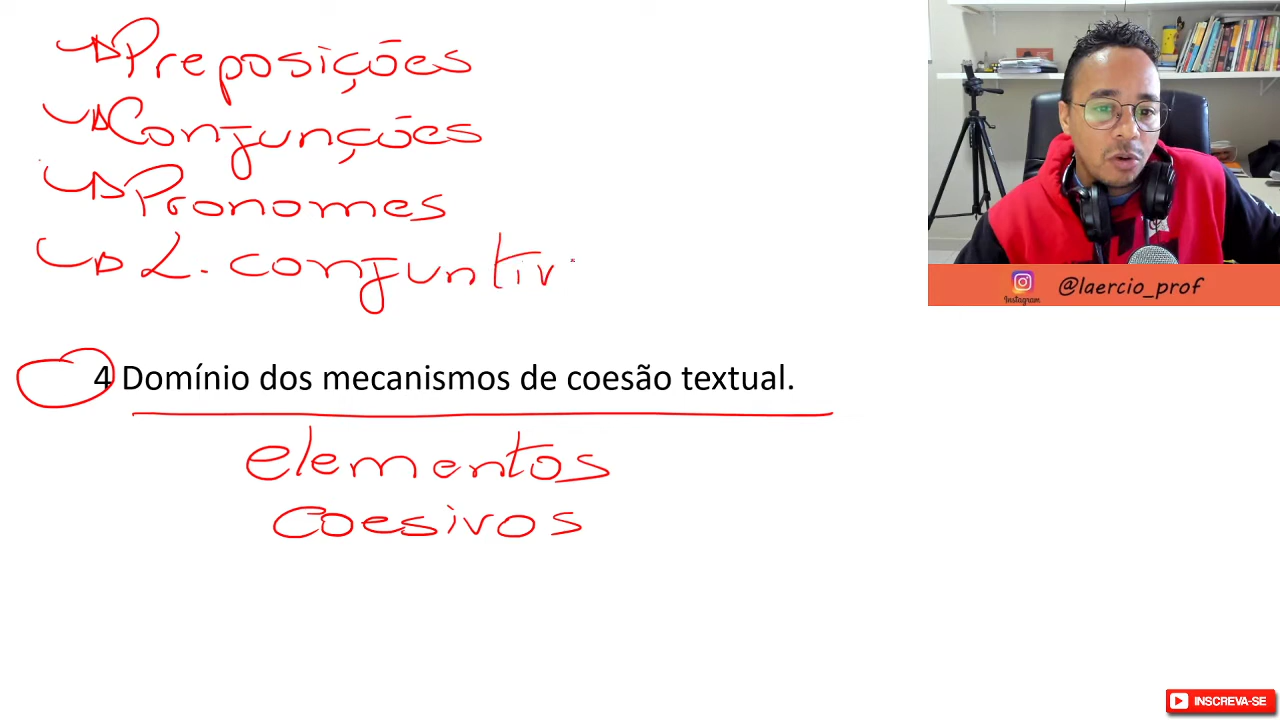 Preposições
Conjunções
Pronomes
L. conjuntiv
4 Domínio dos mecanismos de coesão textual.
elementos
coesivos
Instagram
@laercio_prof
INSCREVA-SE